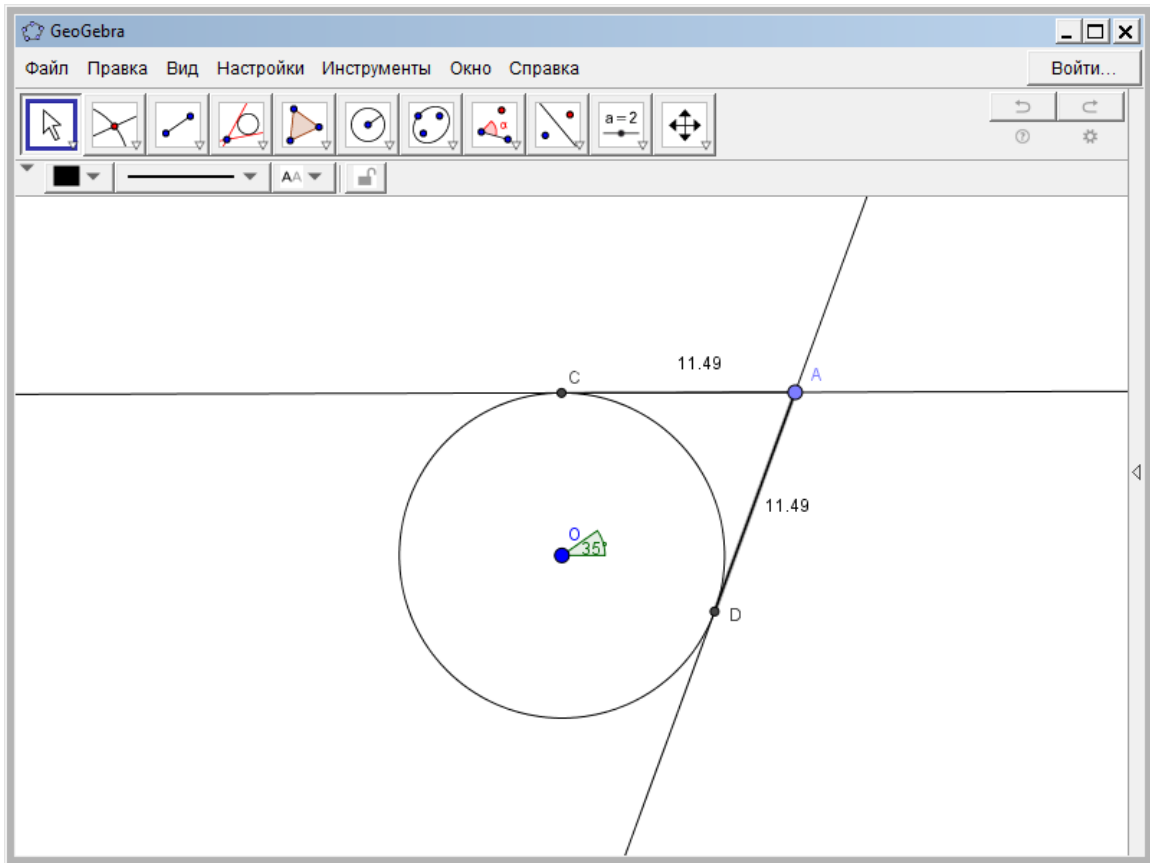 GeoGebra
Файл Правка Вид Настройки Инструменты Окно Справка Войти...
α a = 2
AA
11.49
C A
11.49
O
35°
D